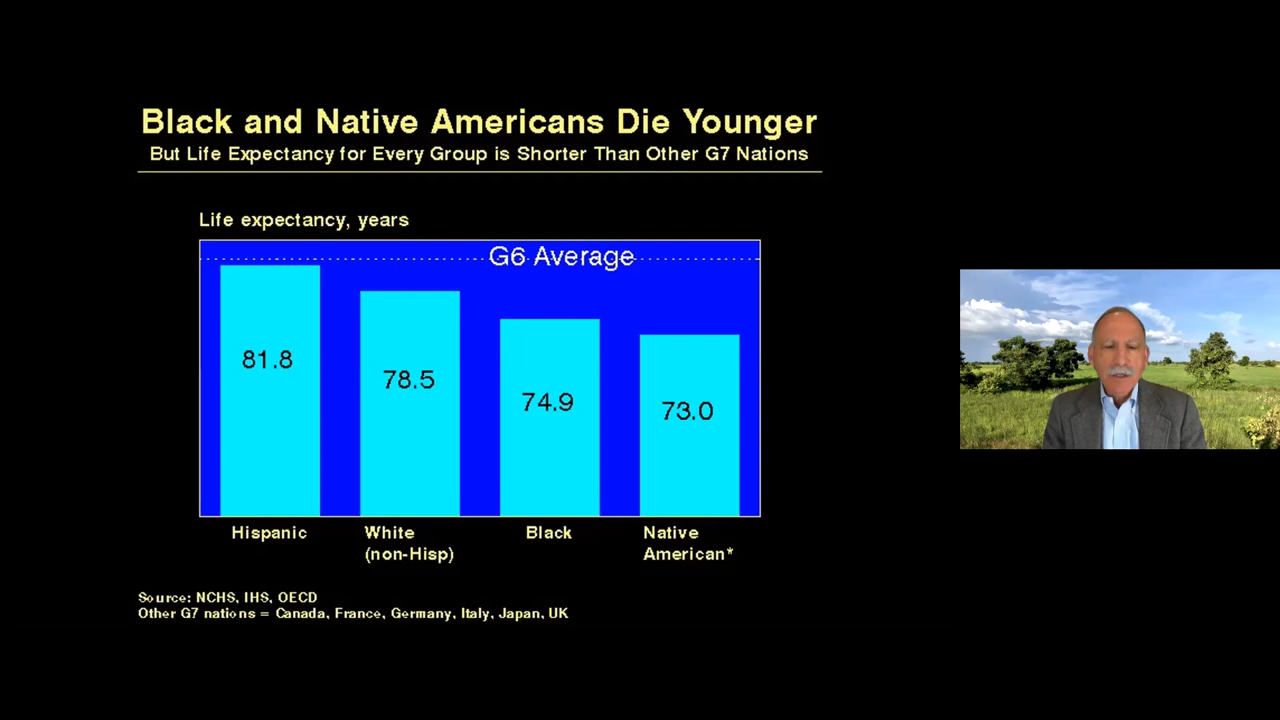 Black and Native Americans Die Younger
But Life Expectancy for Every Group is Shorter Than Other G7 Nations
Life expectancy, years
G6 Average
81.8
78.5
74.9
73.0
Hispanic
White
(non-Hisp)
Black
Native
American*
Source: NCHS, IHS, OECD
Other G7 nations = Canada, France, Germany, Italy, Japan, UK